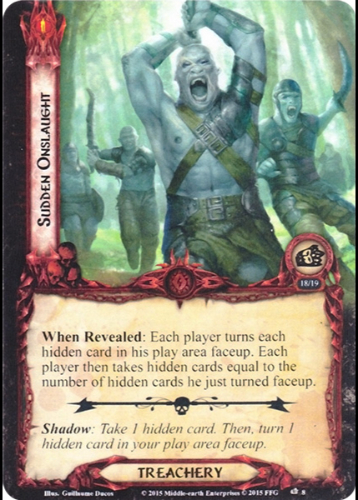 SUDDEN ONSLAUGHT
18/19
When Revealed: Each player turns each
hidden card in his play area faceup. Each
player then takes hidden cards equal to the
number of hidden cards he just turned faceup.
Shadow: Take 1 hidden card. Then, turn 1
hidden card in your play area faceup.
TREACHERY
Illus. Guillaume Ducos
© 2015 Middle-earth Enterprises © 2015 FFG
8